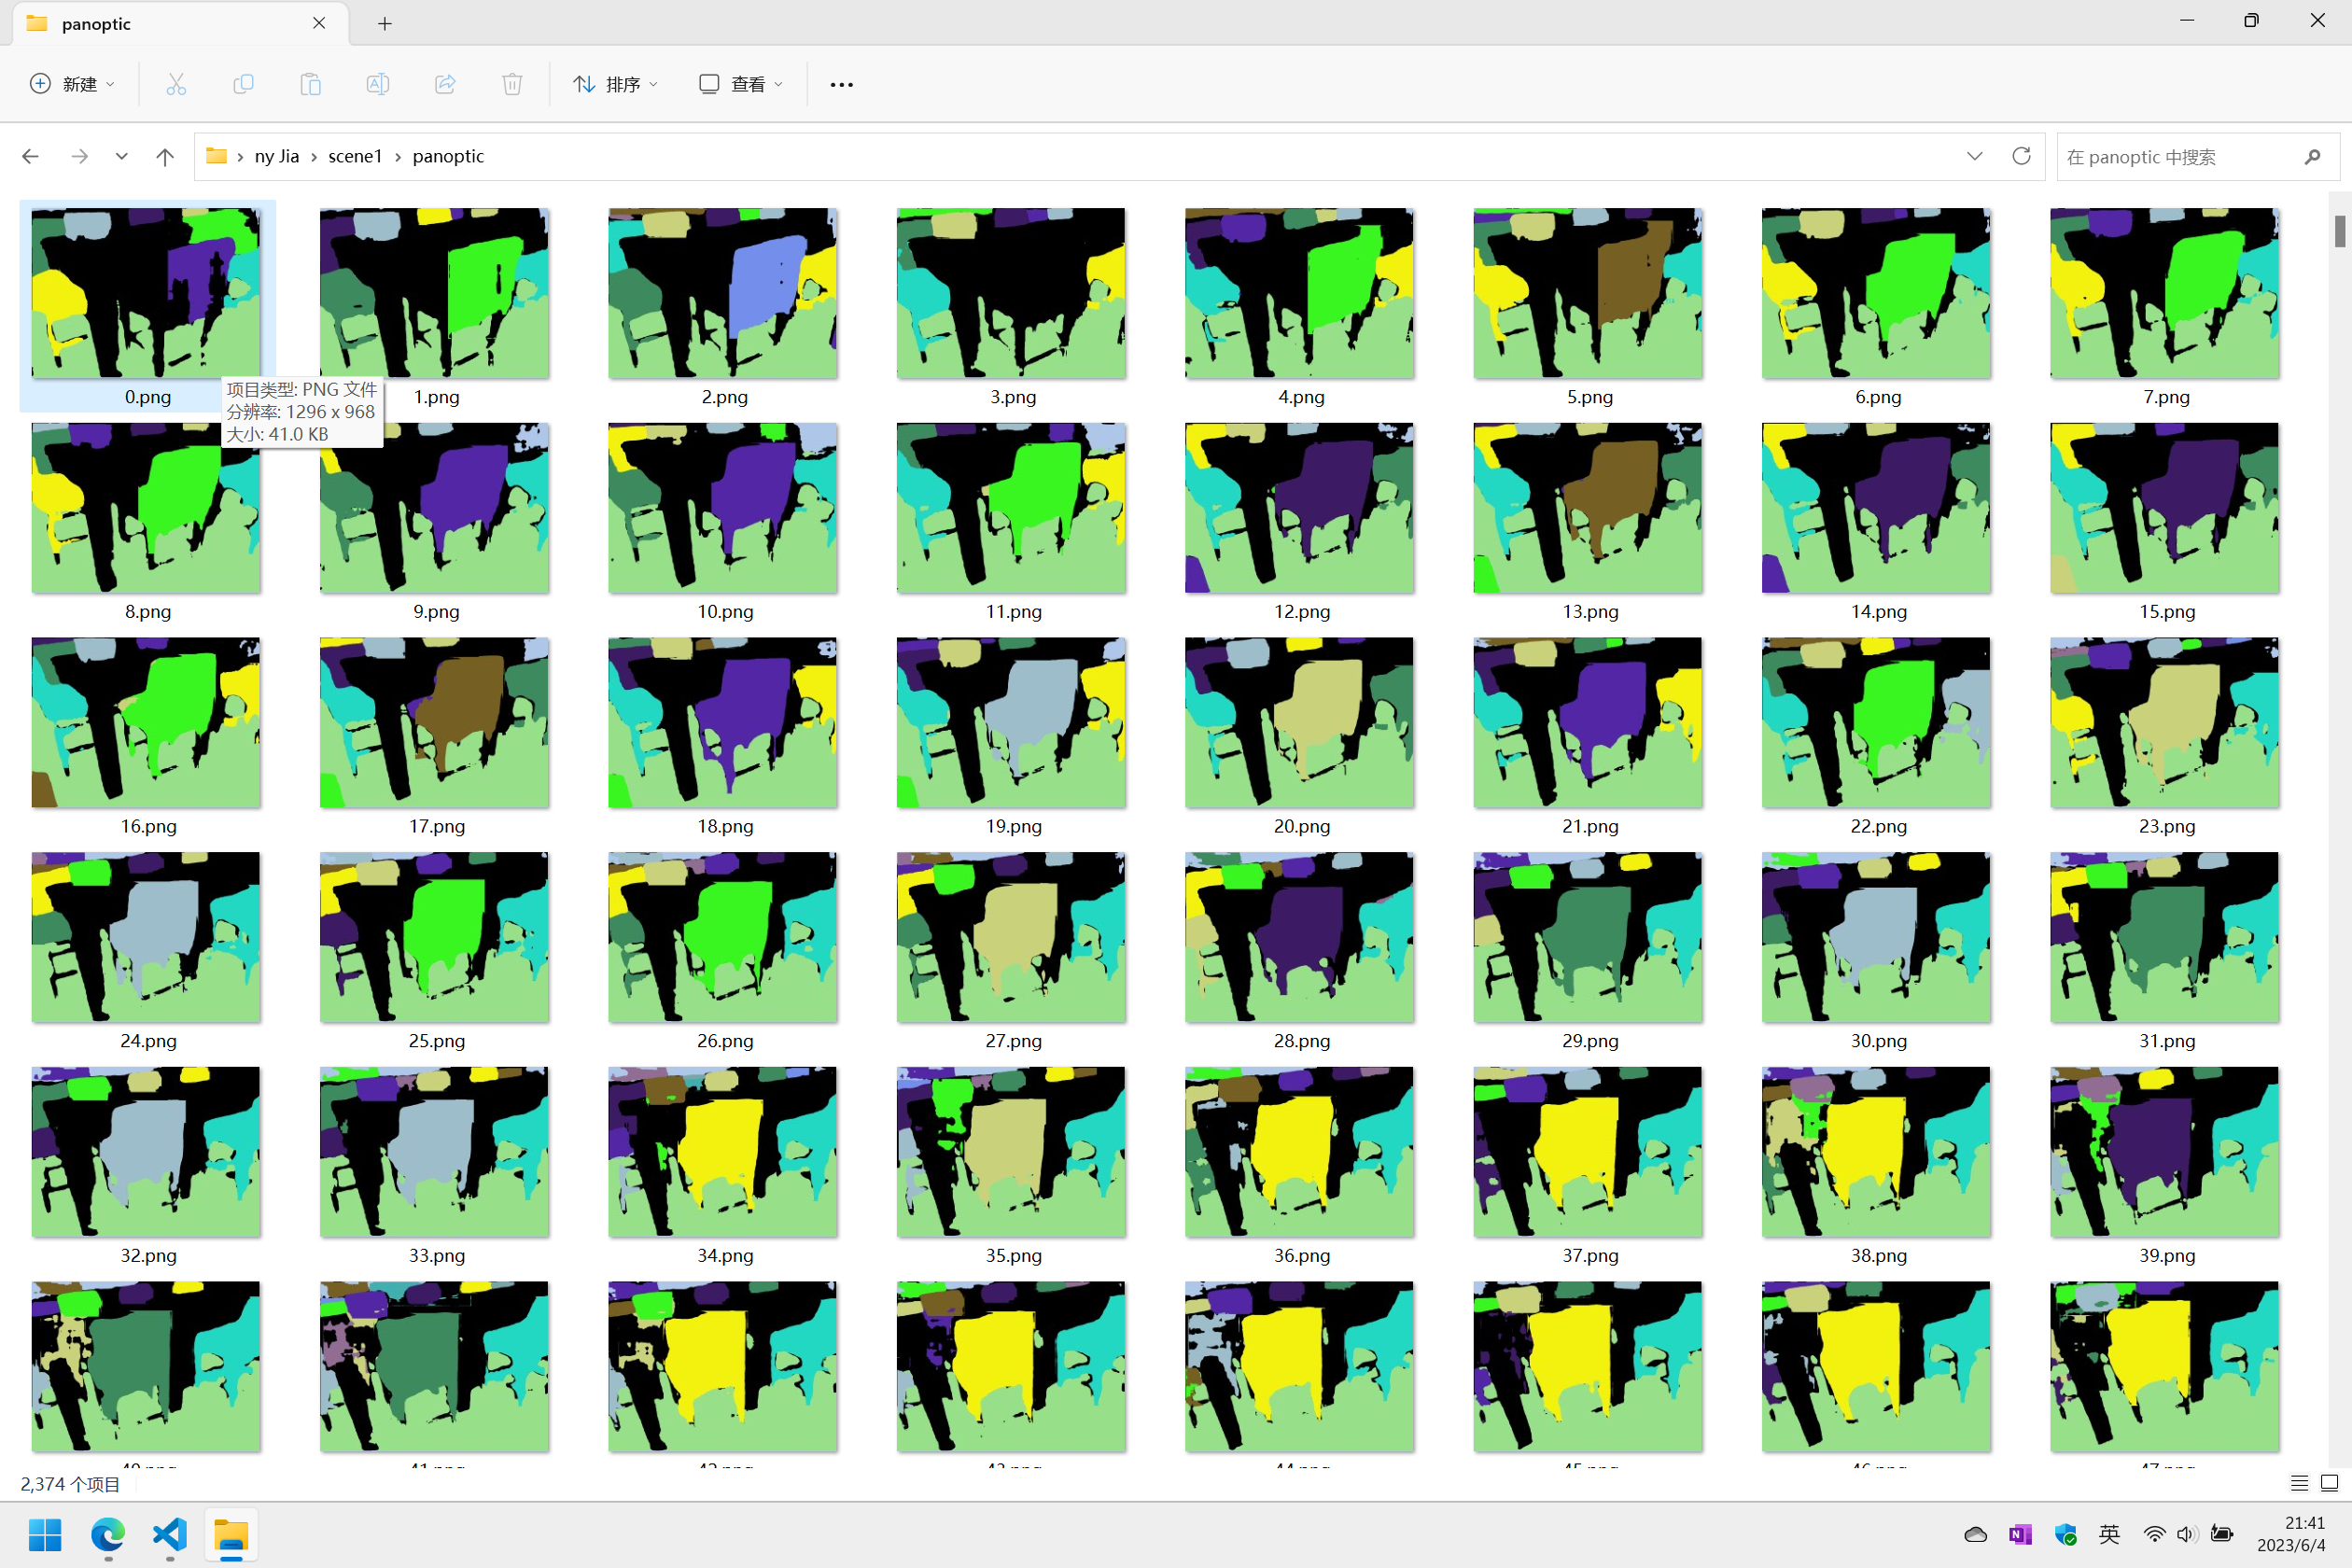 panoptic
新建
排序
查看
ny Jia
scene1
panoptic
在 panoptic 中搜索
0.png
1.png
2.png
3.png
4.png
5.png
6.png
7.png
项目类型: PNG 文件
分辨率: 1296 x 968
大小: 41.0 KB
8.png
9.png
10.png
11.png
12.png
13.png
14.png
15.png
16.png
17.png
18.png
19.png
20.png
21.png
22.png
23.png
24.png
25.png
26.png
27.png
28.png
29.png
30.png
31.png
32.png
33.png
34.png
35.png
36.png
37.png
38.png
39.png
2,374 个项目
英
21:41
2023/6/4